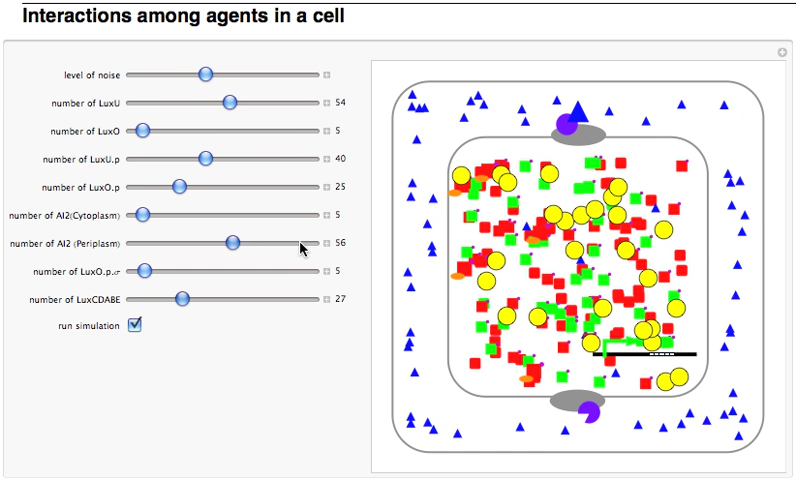 Interactions among agents in a cell
level of noise
number of LuxU 54
number of LuxO 5
number of LuxU.p 40
number of LuxO.p 25
number of AI2(Cytoplasm) 5
number of AI2 (Periplasm) 56
number of LuxO.p.σ 5
number of LuxCDABE 27
run simulation